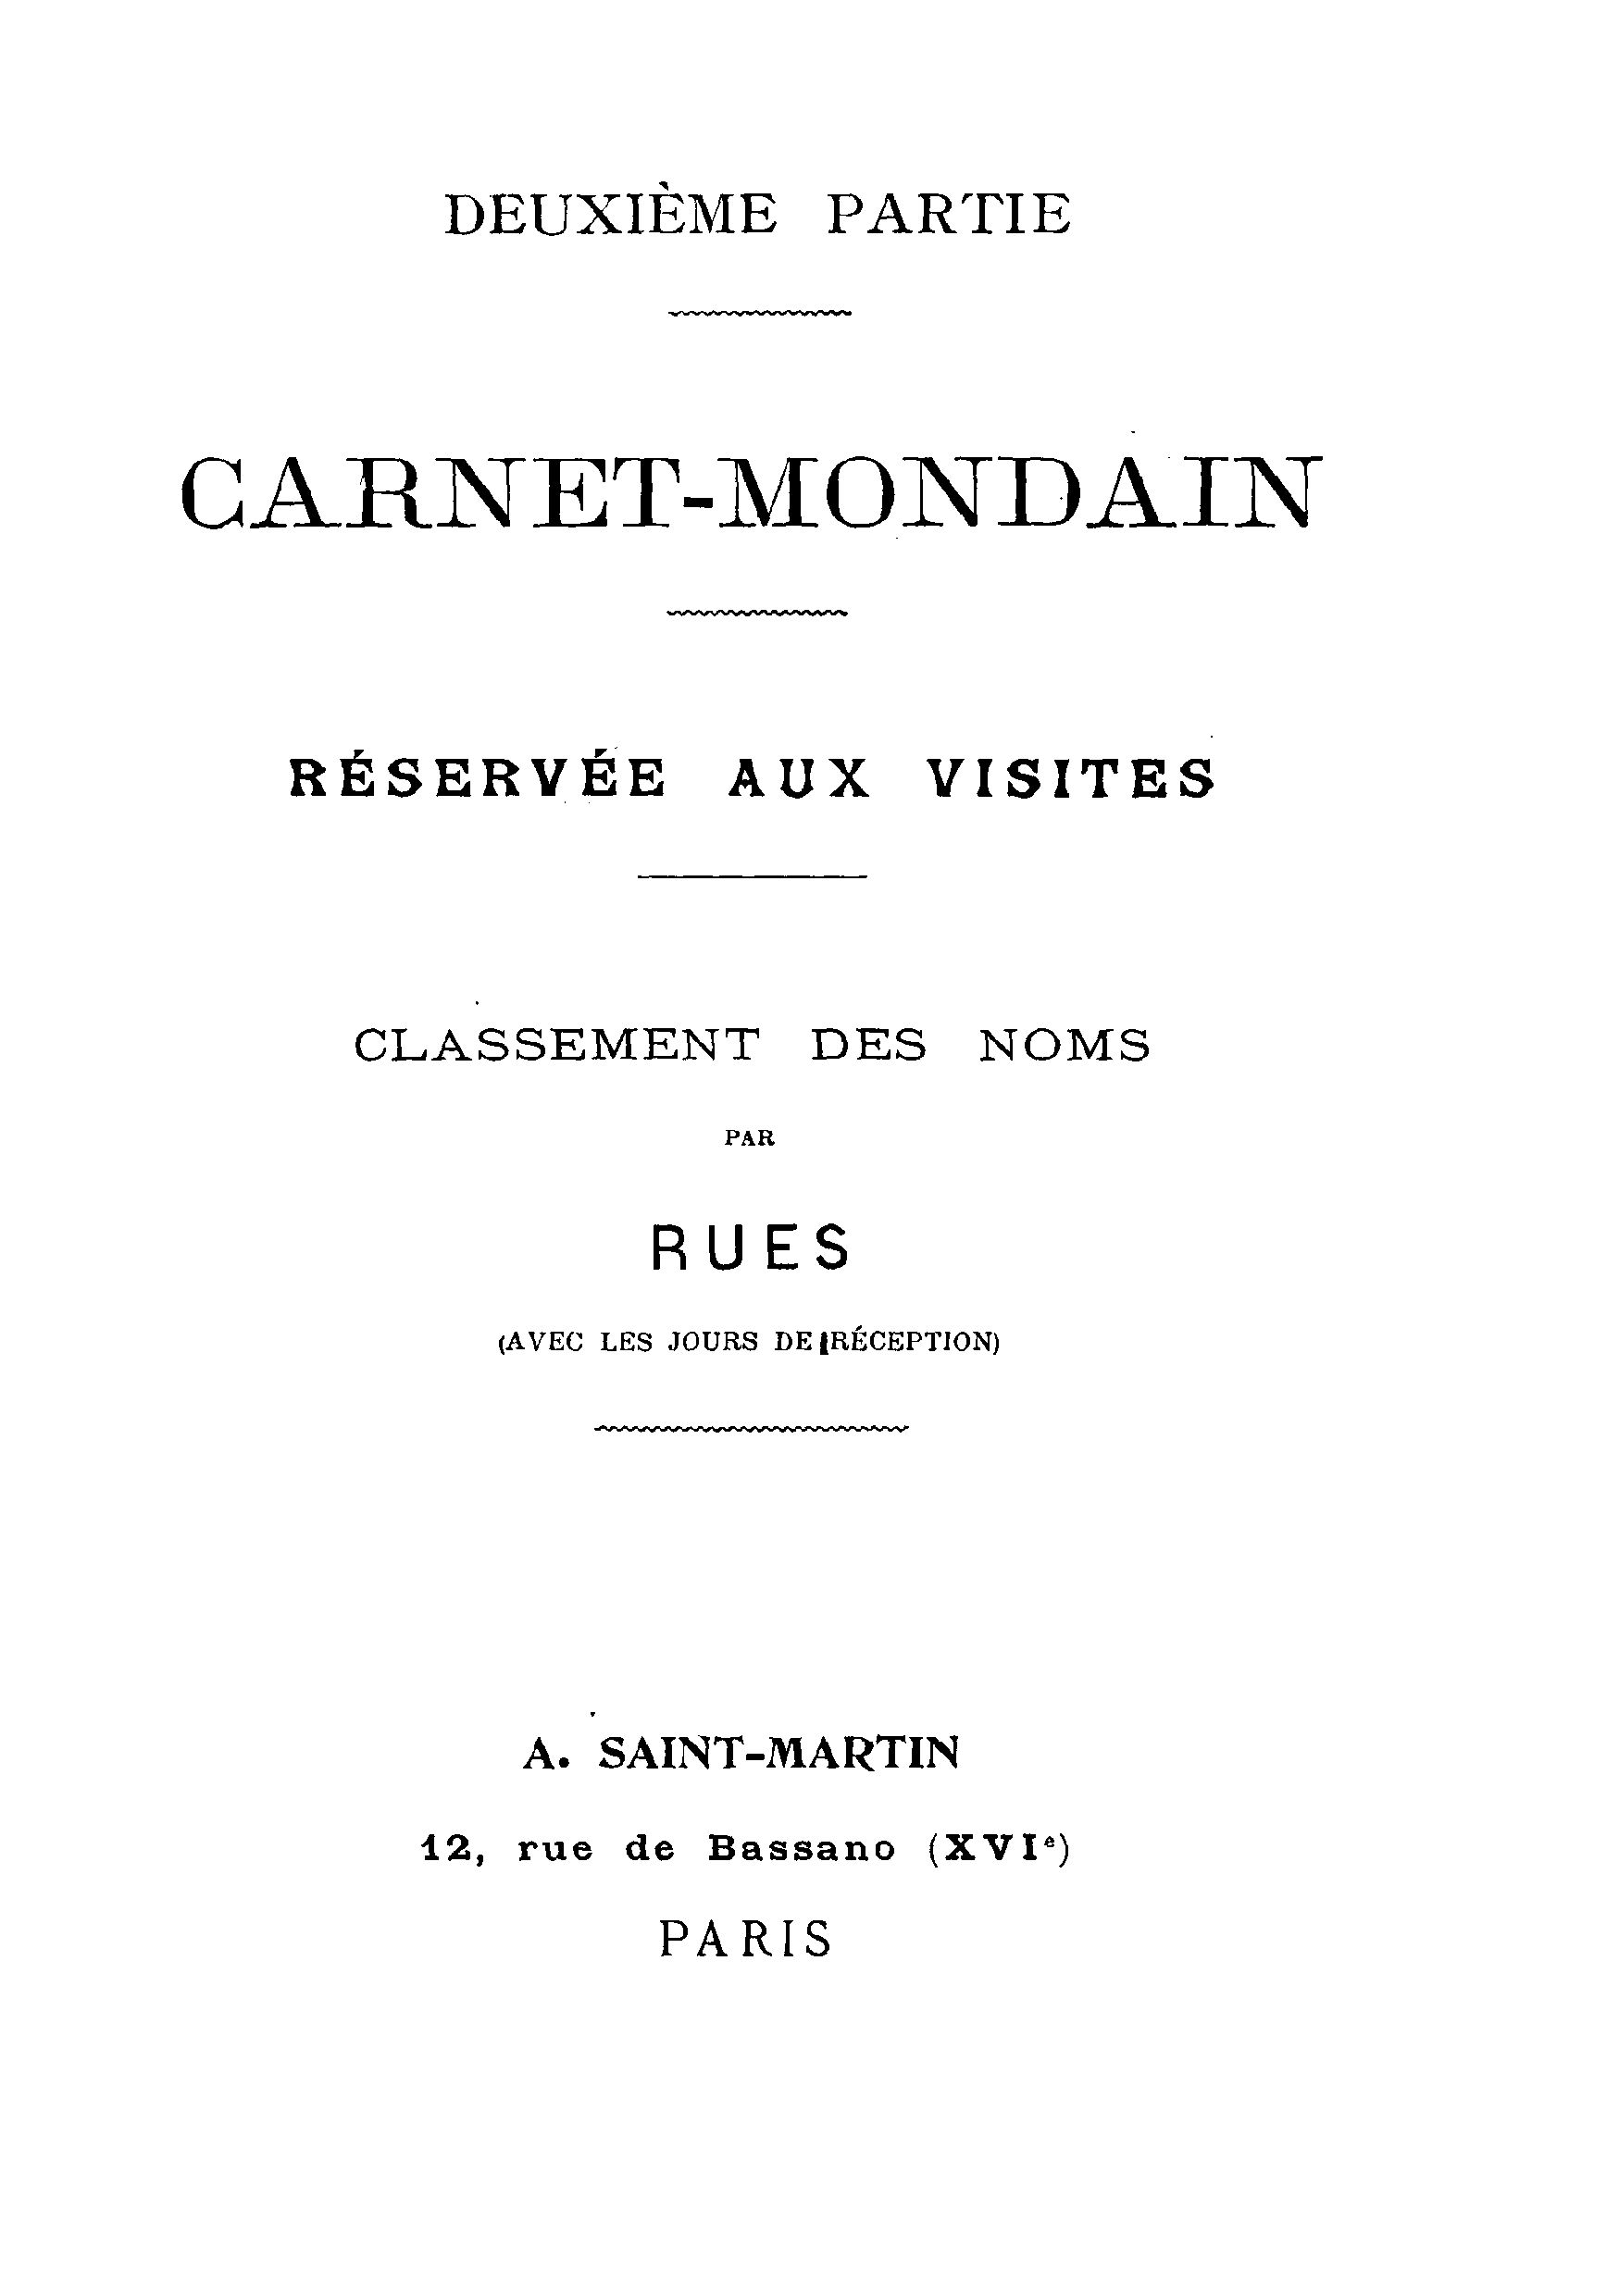 DEUXIÈME PARTIE
CARNET-MONDAIN
RÉSERVÉE AUX VISITES
CLASSEMENT DES NOMS
PAR
RUES
(AVEC LES JOURS DE RÉCEPTION)
A. SAINT-MARTIN
12, rue de Bassano (XVIe)
PARIS